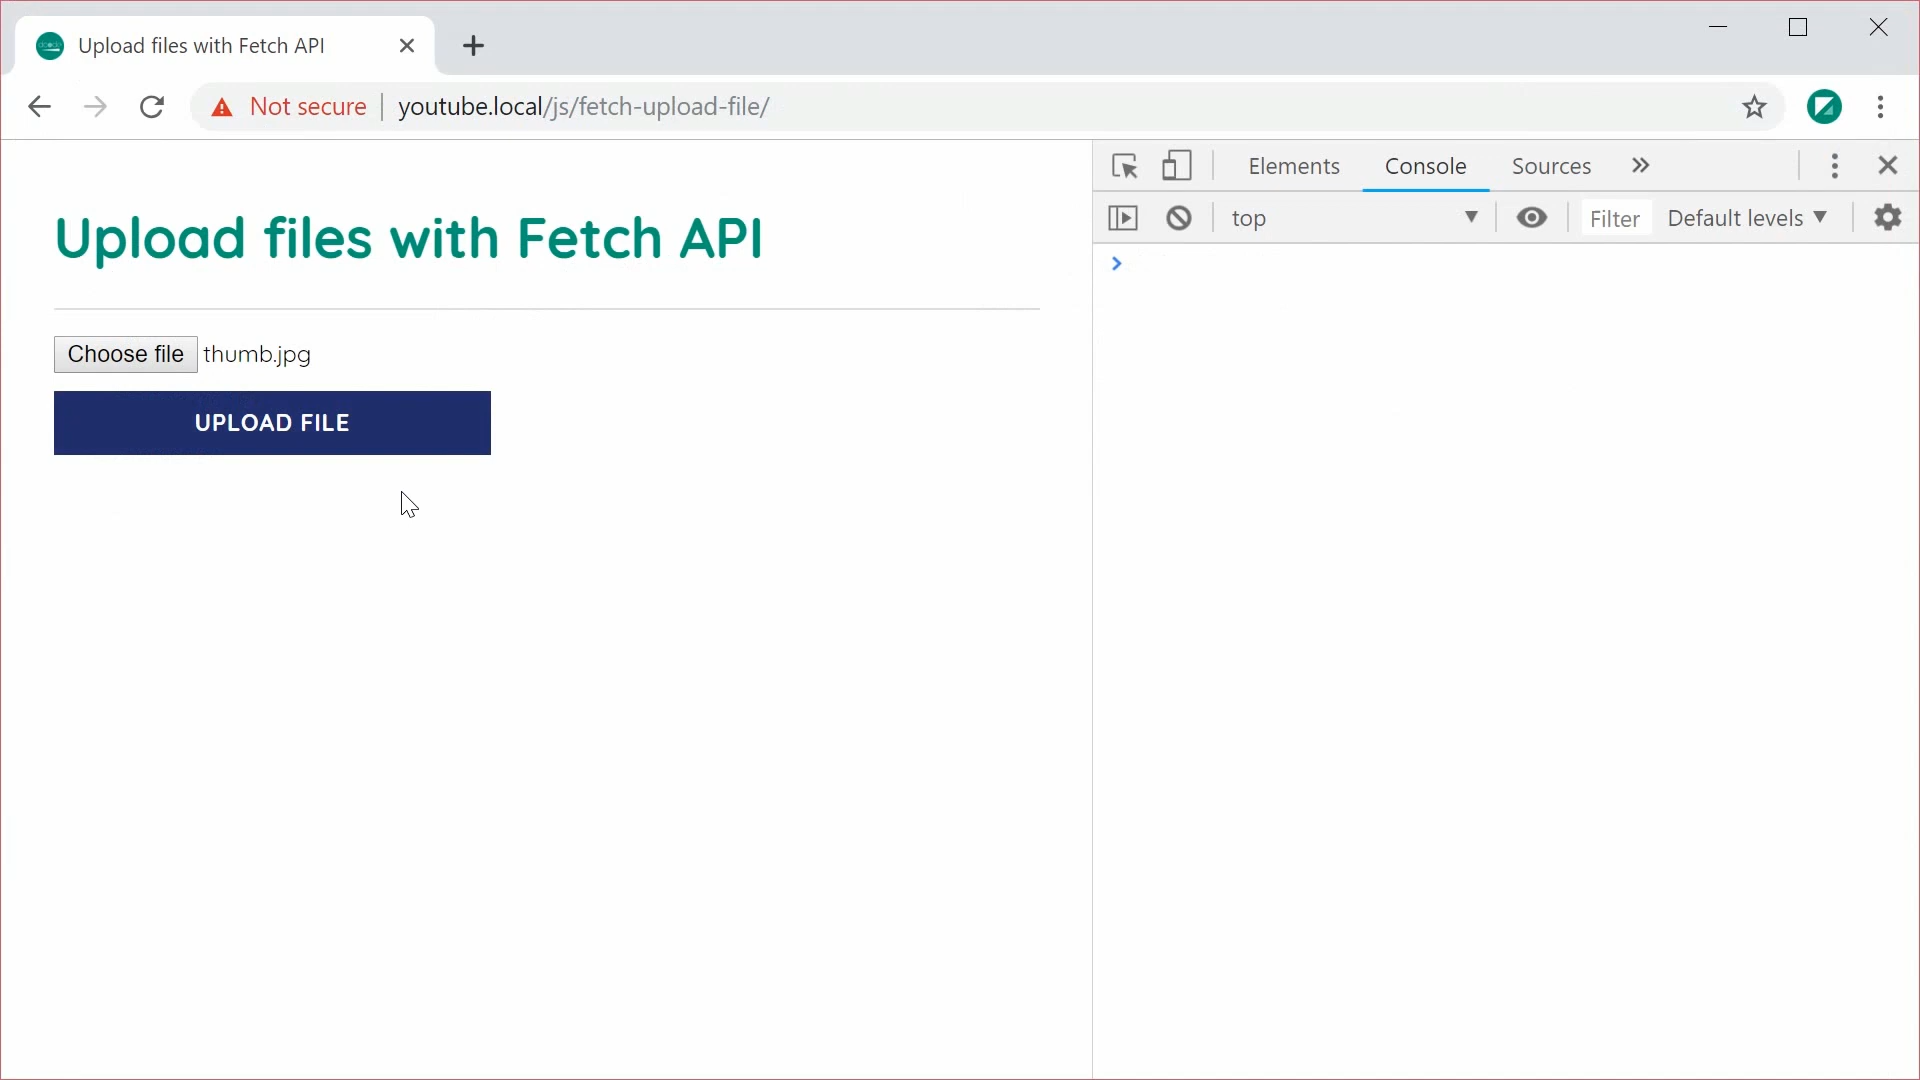 Upload files with Fetch API
Not secure youtube.local/js/fetch-upload-file/
Elements Console Sources
top Filter Default levels
Upload files with Fetch API
Choose file thumb.jpg
UPLOAD FILE